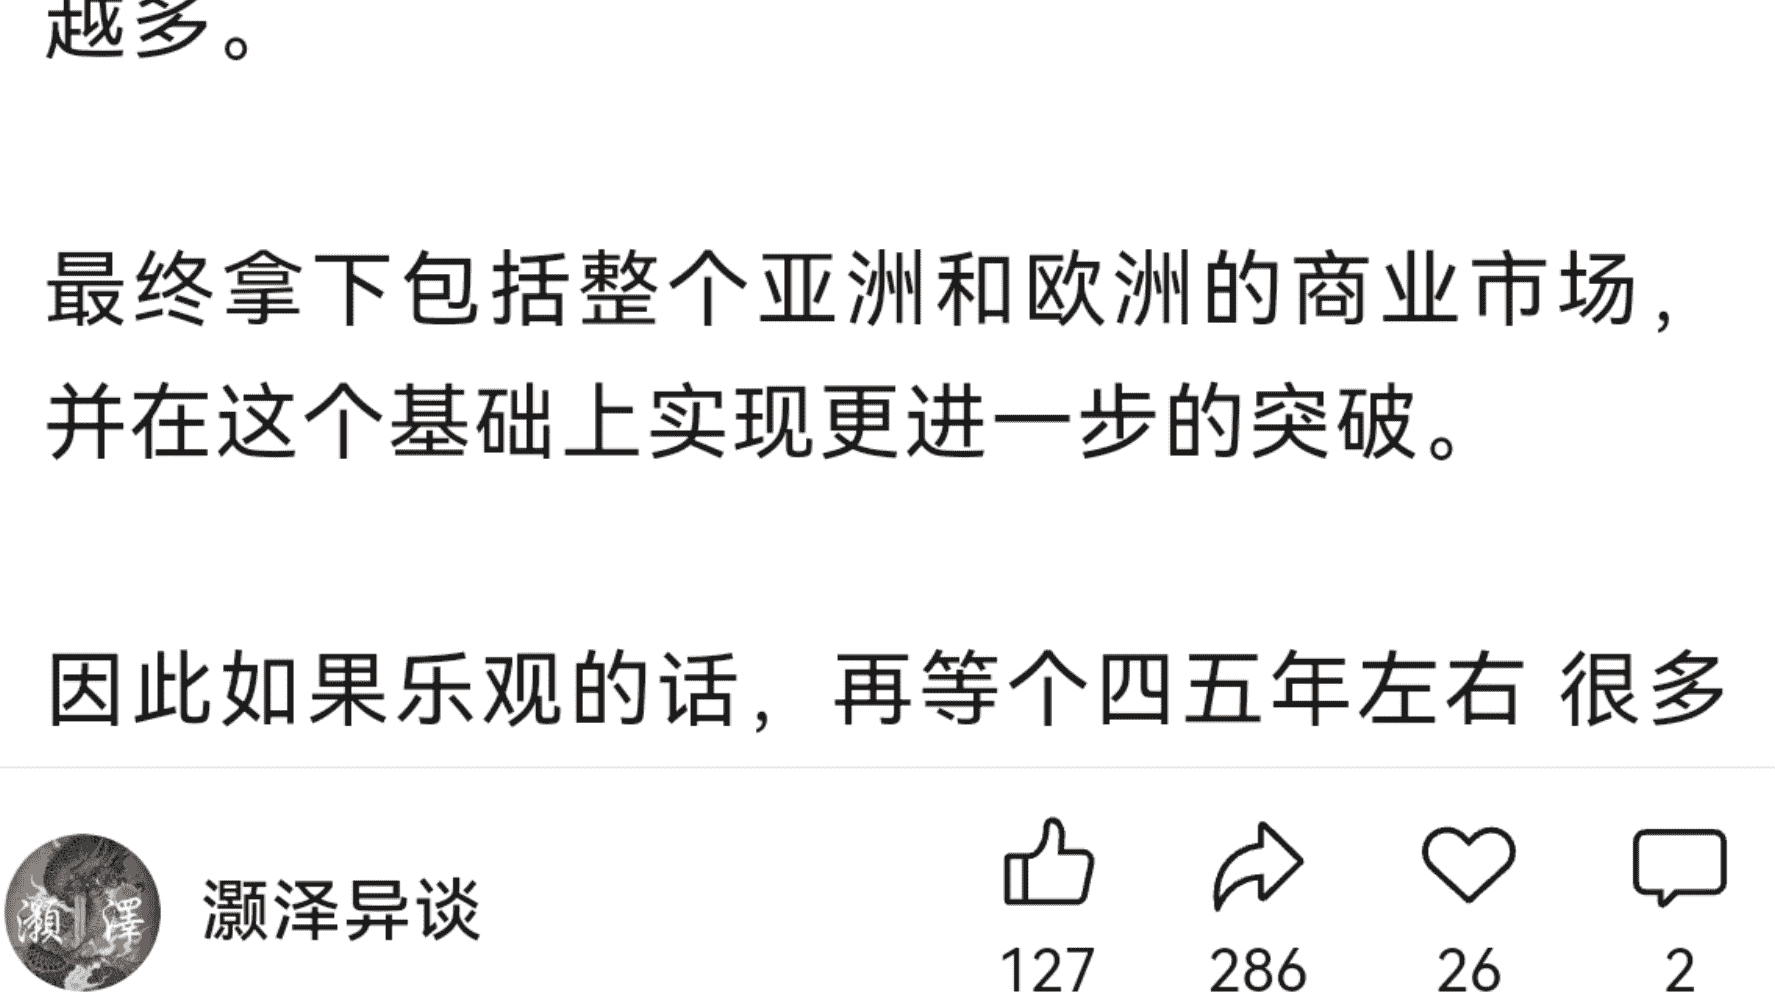 越多。
最终拿下包括整个亚洲和欧洲的商业市场，
并在这个基础上实现更进一步的突破。
因此如果乐观的话，再等个四五年左右 很多
灝澤
灏泽异谈
127 286 26 2